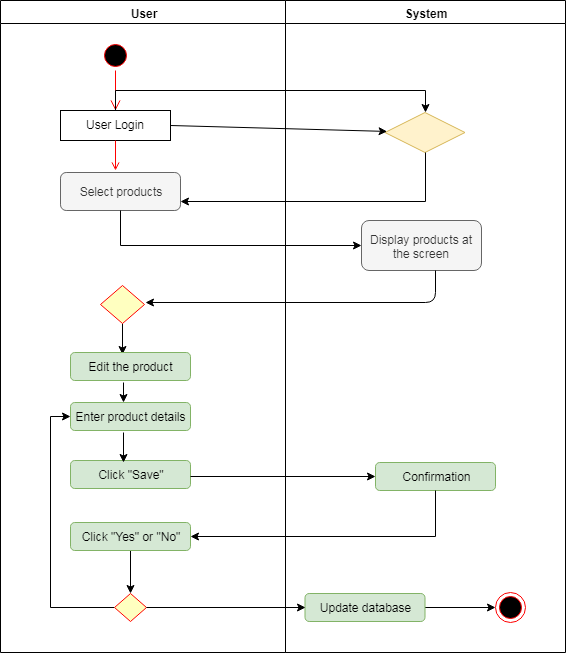 User
System
User Login
Select products
Display products at
the screen
Edit the product
Enter product details
Click "Save"
Confirmation
Click "Yes" or "No"
Update database